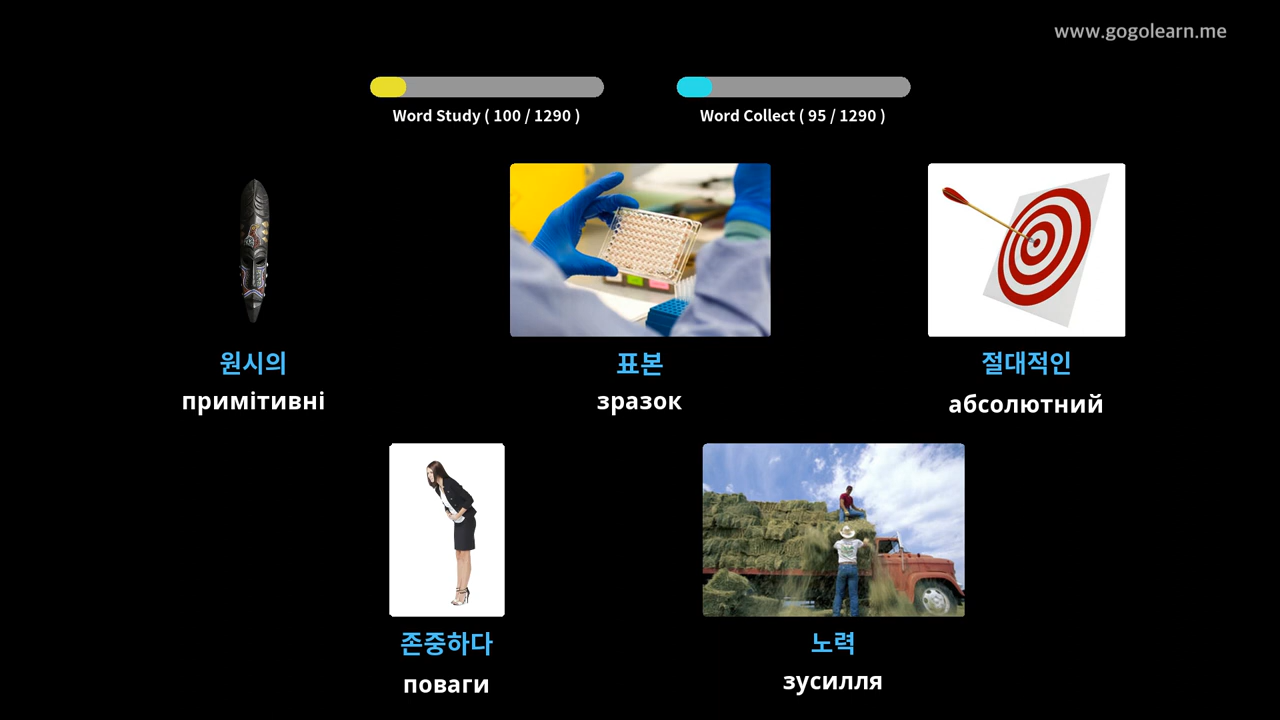 www.gogolearn.me
Word Study ( 100 / 1290 )
Word Collect ( 95 / 1290 )
원시의
примітивні
표본
зразок
절대적인
абсолютний
존중하다
поваги
노력
зусилля